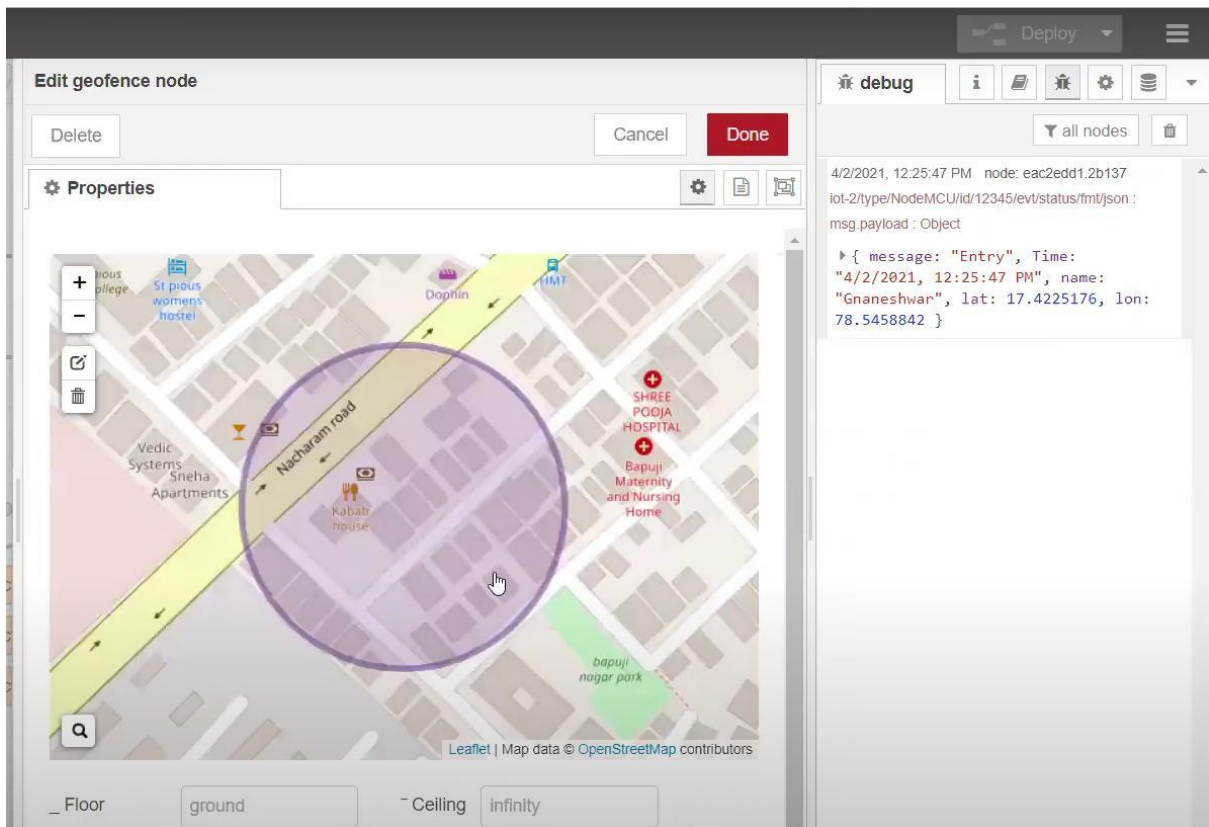 Deploy
Edit geofence node
Delete
Cancel
Done
Properties
St pious
womens
hostel
Dophin
HMT
Nacharam road
Vedic
Systems
Sneha
Apartments
Kabab
house
SHREE
POOJA
HOSPITAL
Bapuji
Maternity
and Nursing
Home
bapuji
nagar park
Leaflet | Map data © OpenStreetMap contributors
_ Floor
ground
¯ Ceiling
infinity
debug
i
all nodes
4/2/2021, 12:25:47 PM node: eac2edd1.2b137
iot-2/type/NodeMCU/id/12345/evt/status/fmt/json :
msg.payload : Object
{ message: "Entry", Time:
"4/2/2021, 12:25:47 PM", name:
"Gnaneshwar", lat: 17.4225176, lon:
78.5458842 }